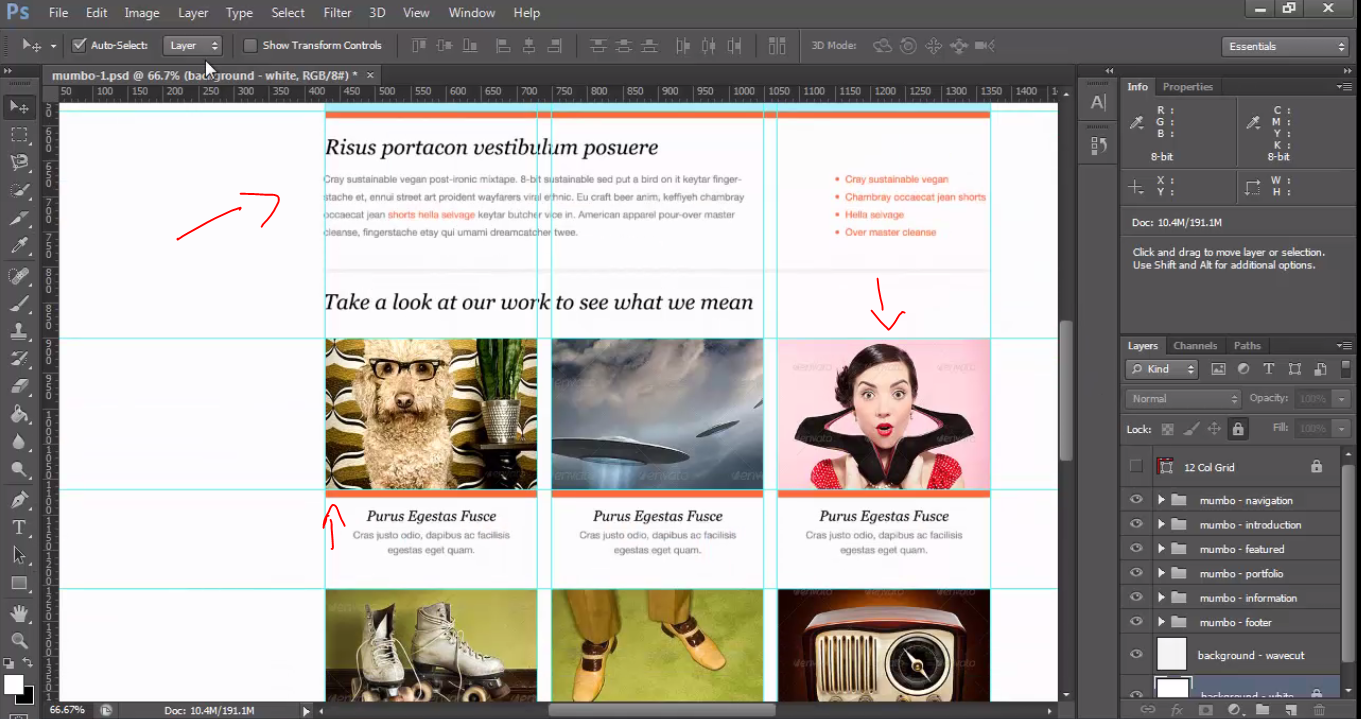 Ps File Edit Image Layer Type Select Filter 3D View Window Help
Auto-Select: Layer Show Transform Controls 3D Mode: Essentials
mumbo-1.psd @ 66.7% (background - white, RGB/8#) * ×
50 100 150 200 250 300 350 400 450 500 550 600 650 700 750 800 850 900 950 1000 1050 1100 1150 1200 1250 1300 1350 1400
Info Properties
R: C:
G: M:
B: Y:
K:
8-bit 8-bit
X: W:
Y: H:
Doc: 10.4M/191.1M
Click and drag to move layer or selection.
Use Shift and Alt for additional options.
Risus portacon vestibulum posuere
Cray sustainable vegan post-ironic mixtape. 8-bit sustainable sed put a bird on it keytar finger-
stache et, ennui street art proident wayfarers viral ethnic. Eu craft beer anim, keffiyeh chambray
occaecat jean shorts hella selvage keytar butcher vice in. American apparel pour-over master
cleanse, fingerstache etsy qui umami dreamcatcher twee.
• Cray sustainable vegan
• Chambray occaecat jean shorts
• Hella selvage
• Over master cleanse
Take a look at our work to see what we mean
envato
Purus Egestas Fusce
Cras justo odio, dapibus ac facilisis
egestas eget quam.
Purus Egestas Fusce
Cras justo odio, dapibus ac facilisis
egestas eget quam.
Purus Egestas Fusce
Cras justo odio, dapibus ac facilisis
egestas eget quam.
Layers Channels Paths
Kind
Normal Opacity: 100%
Lock: Fill: 100%
12 Col Grid
mumbo - navigation
mumbo - introduction
mumbo - featured
mumbo - portfolio
mumbo - information
mumbo - footer
background - wavecut
background - white
66.67% Doc: 10.4M/191.1M